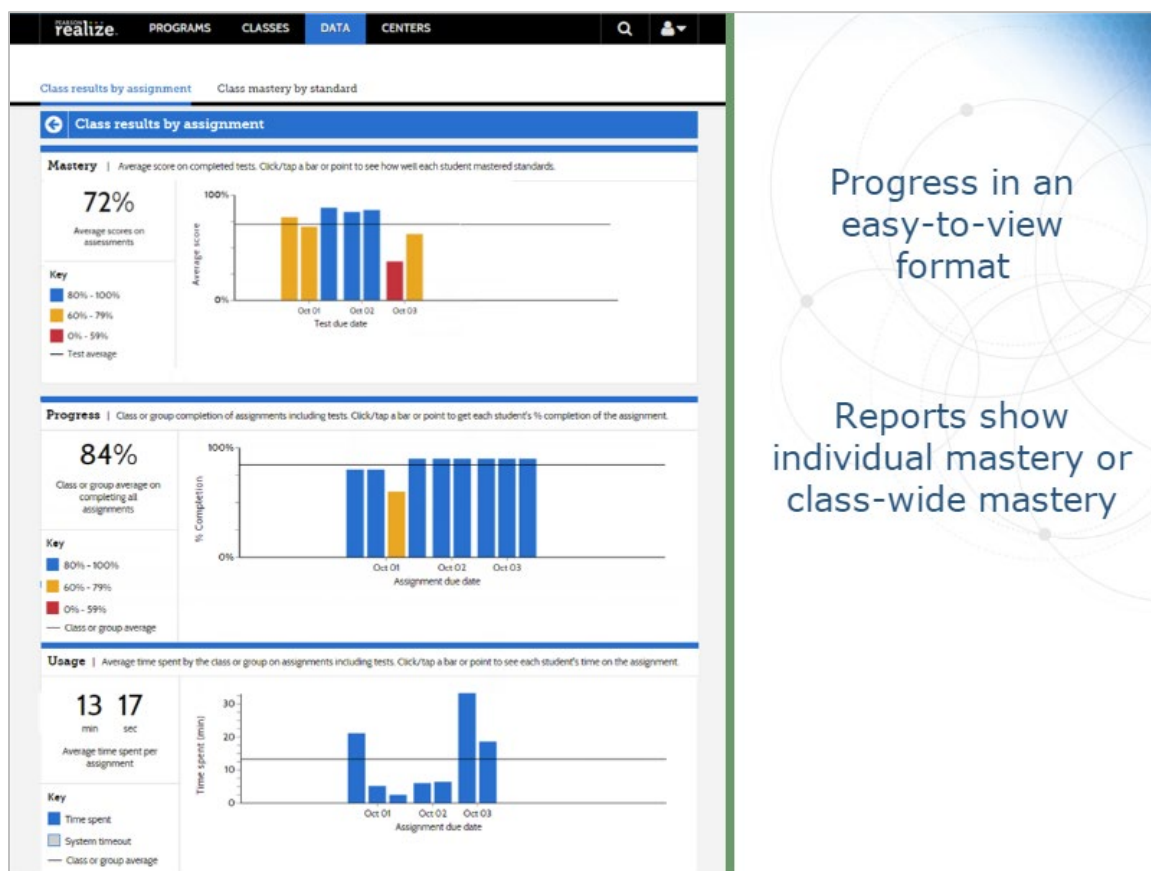 PEARSON
realize. PROGRAMS CLASSES DATA CENTERS
Class results by assignment Class mastery by standard
Class results by assignment
Mastery | Average score on completed tests. Click/tap a bar or point to see how well each student mastered standards.
72%
Average scores on
assessments
Key
80% - 100%
60% - 79%
0% - 59%
Test average
100%
Average score
0%
Oct 01 Oct 02 Oct 03
Test due date
Progress | Class or group completion of assignments including tests. Click/tap a bar or point to get each student's % completion of the assignment.
84%
Class or group average on
completing all
assignments
Key
80% - 100%
60% - 79%
0% - 59%
Class or group average
100%
% Completion
0%
Oct 01 Oct 02 Oct 03
Assignment due date
Usage | Average time spent by the class or group on assignments including tests. Click/tap a bar or point to see each student's time on the assignment.
13 17
min sec
Average time spent per
assignment
Key
Time spent
System timeout
Class or group average
30
20
10
0
Time spent (min)
Oct 01 Oct 02 Oct 03
Assignment due date
Progress in an
easy-to-view
format
Reports show
individual mastery or
class-wide mastery